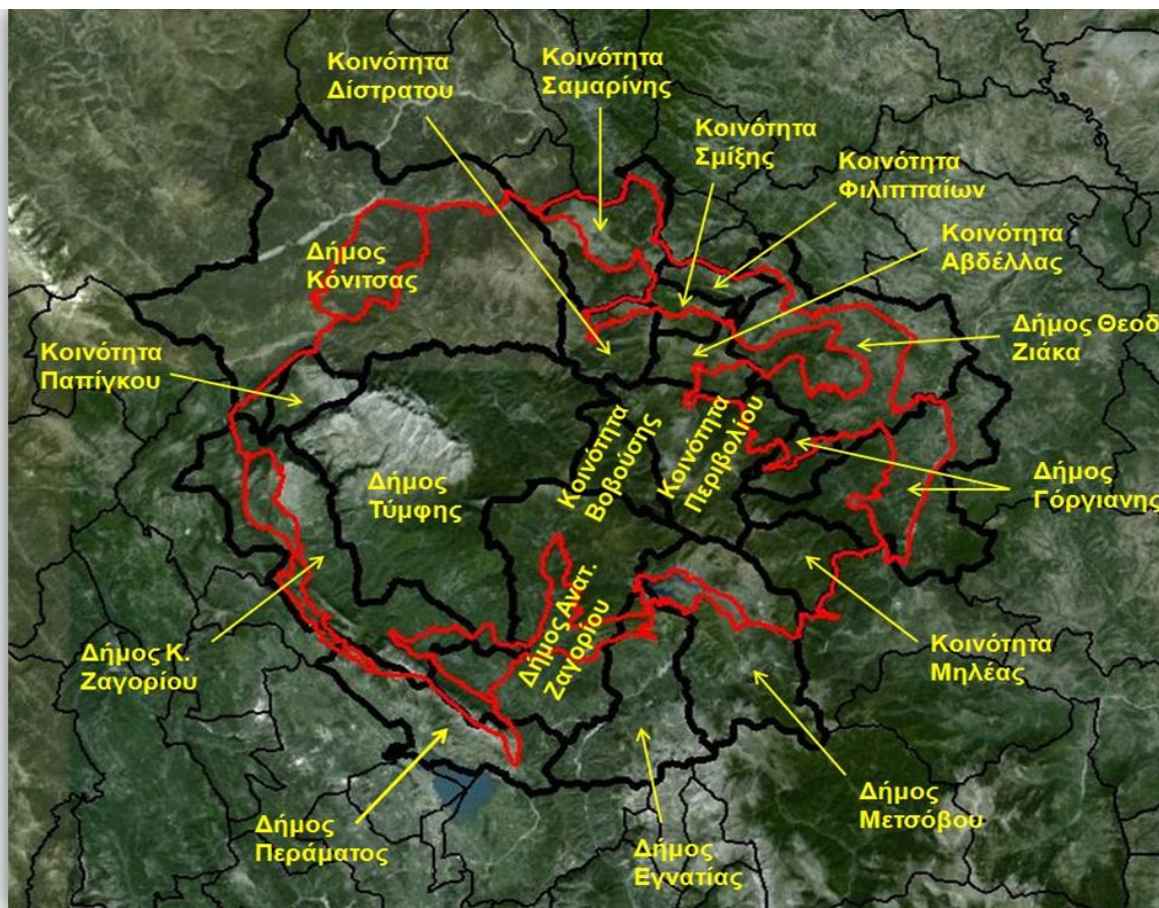 Κοινότητα
Δίστρατου
Κοινότητα
Σαμαρίνης
Κοινότητα
Σμίξης
Κοινότητα
Φιλιππαίων
Κοινότητα
Αβδέλλας
Δήμος
Κόνιτσας
Δήμος Θεοδ
Ζιάκα
Κοινότητα
Παπίγκου
Κοινότητα
Βοβούσης
Κοινότητα
Περιβολίου
Δήμος
Τύμφης
Δήμος
Γόργιανης
Δήμος Ανατ.
Ζαγορίου
Δήμος Κ.
Ζαγορίου
Κοινότητα
Μηλέας
Δήμος
Περάματος
Δήμος
Εγνατίας
Δήμος
Μετσόβου